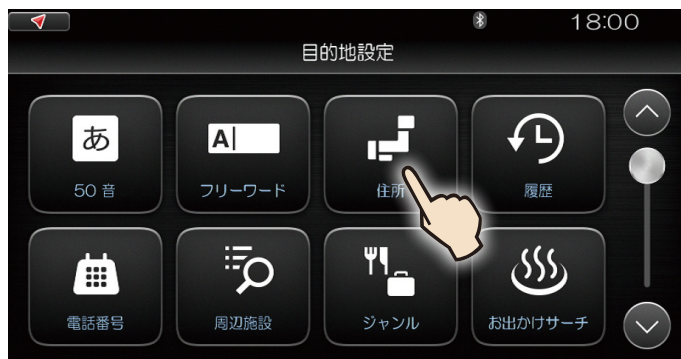 18:00
目的地設定
あ
A
50 音
フリーワード
住所
履歴
電話番号
周辺施設
ジャンル
お出かけサーチ